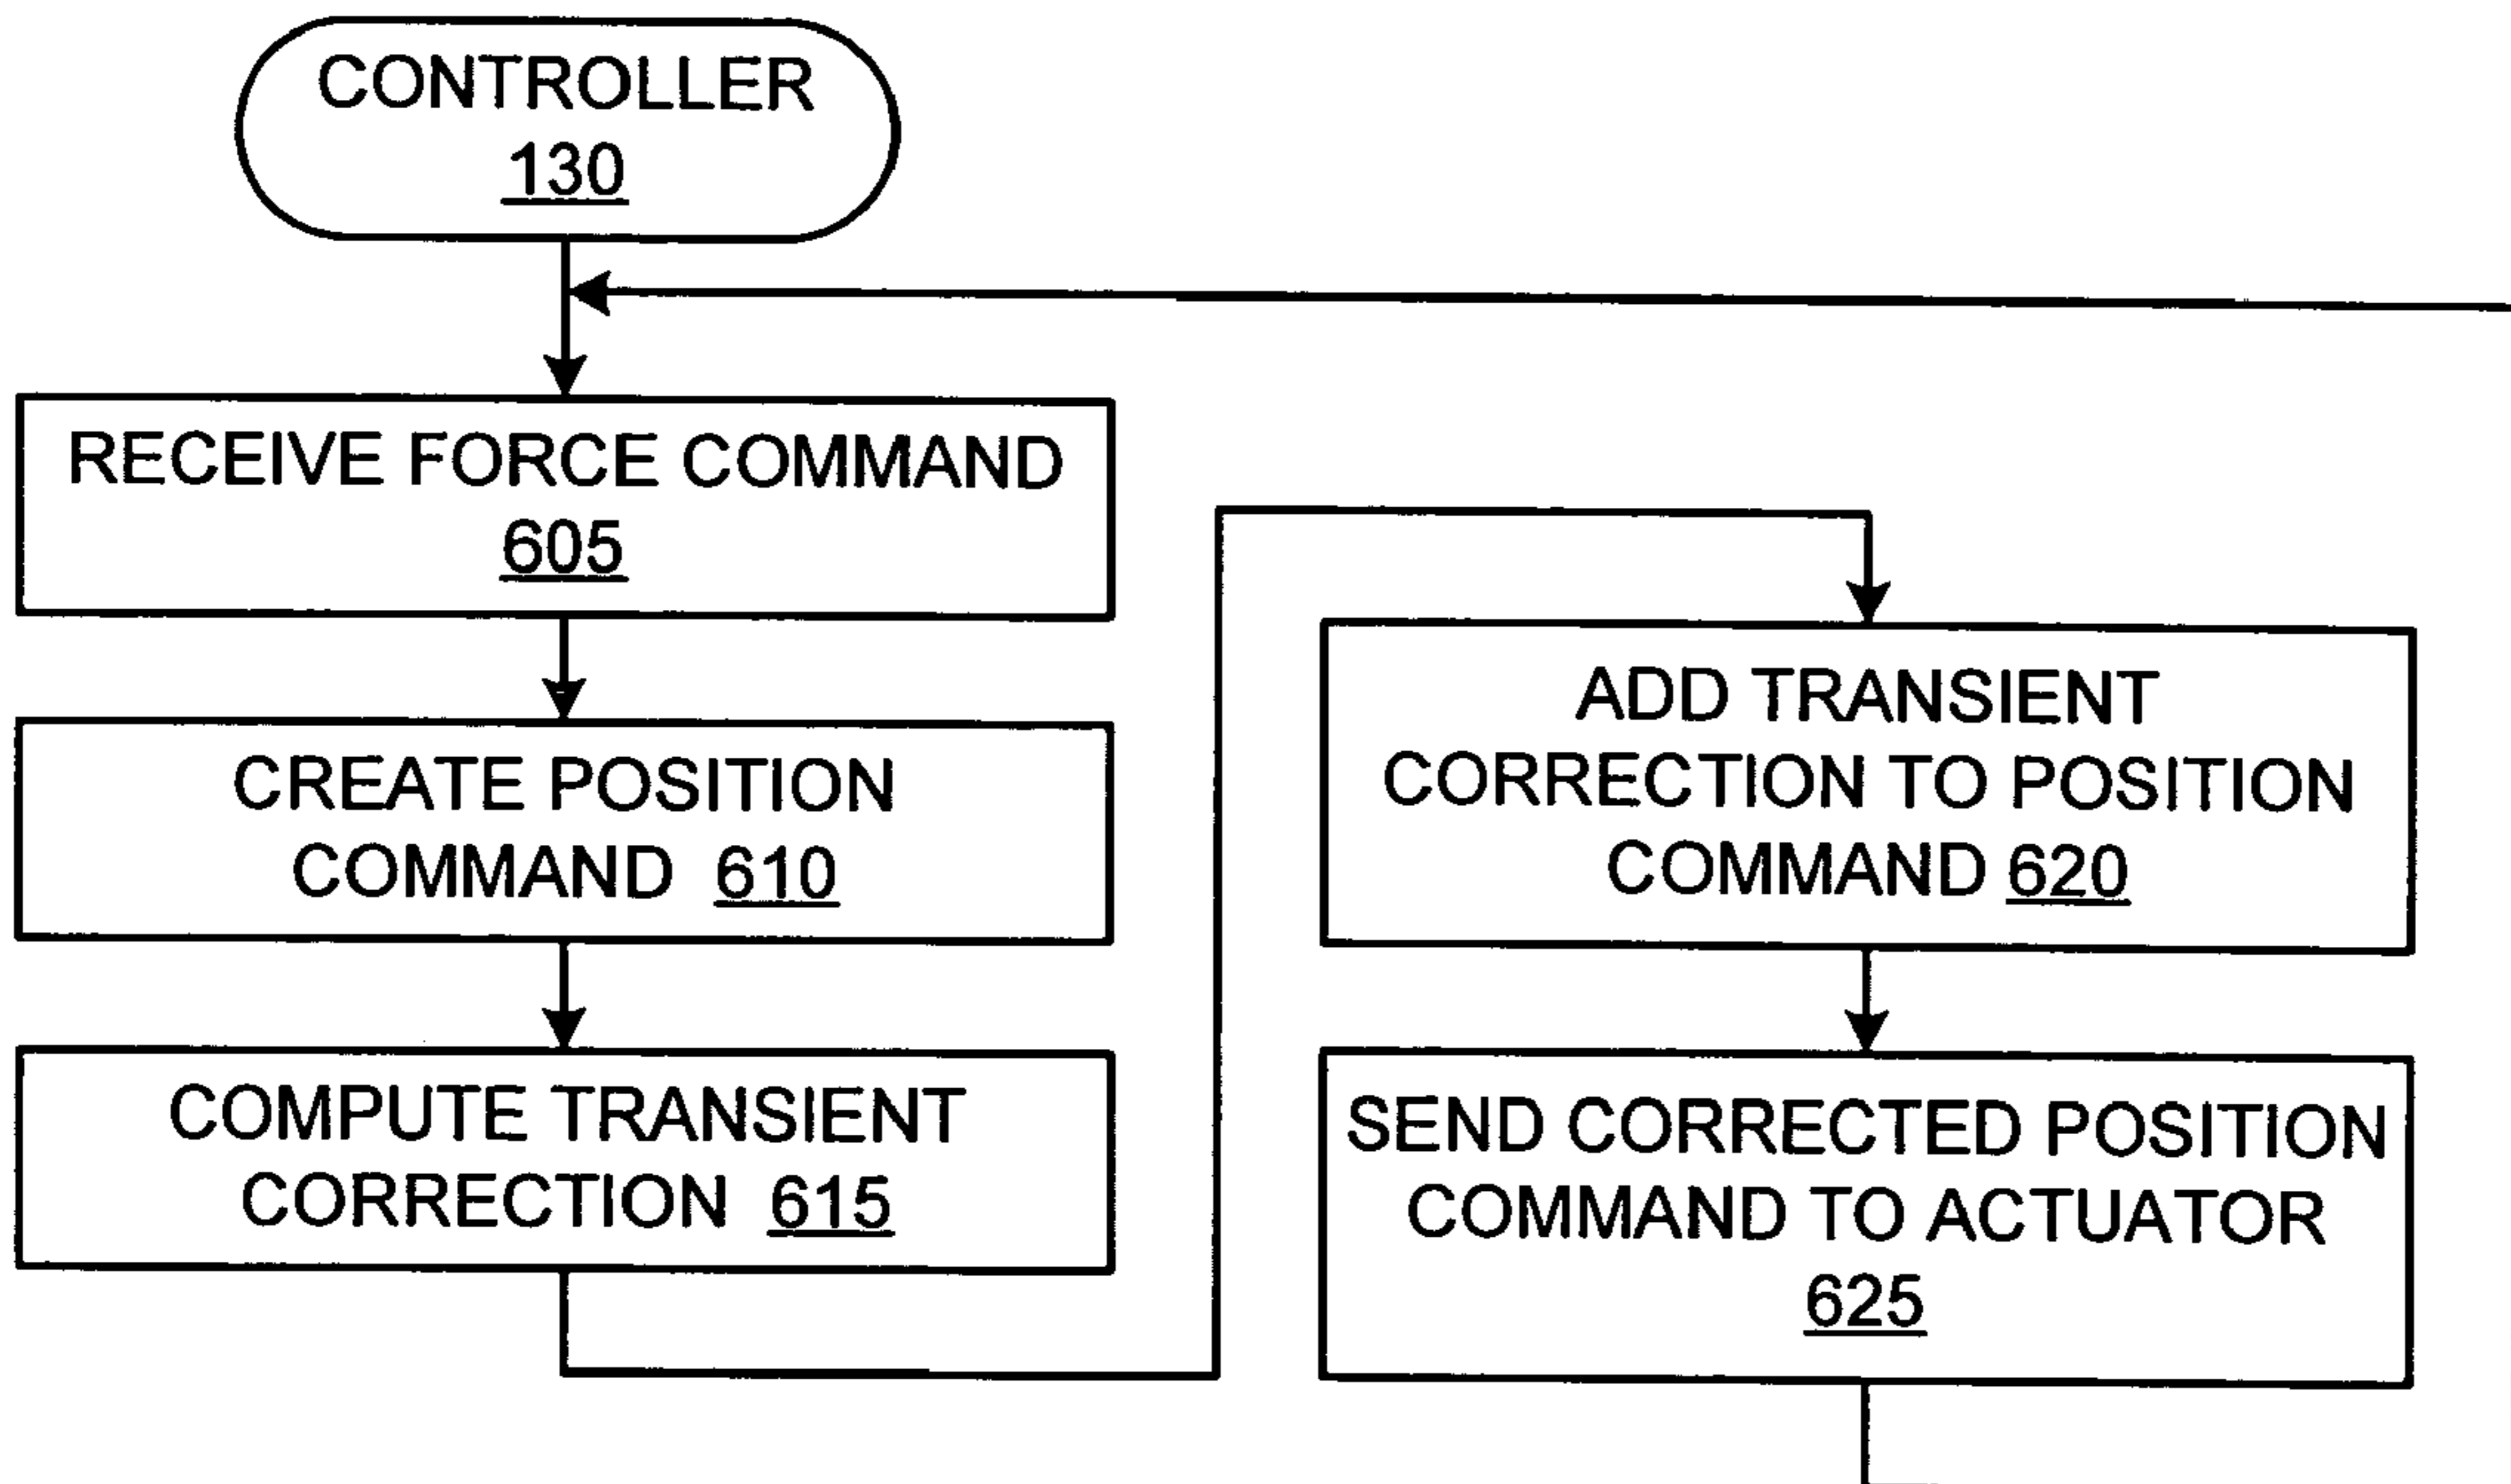 CONTROLLER
130
RECEIVE FORCE COMMAND
605
CREATE POSITION
COMMAND 610
COMPUTE TRANSIENT
CORRECTION 615
ADD TRANSIENT
CORRECTION TO POSITION
COMMAND 620
SEND CORRECTED POSITION
COMMAND TO ACTUATOR
625